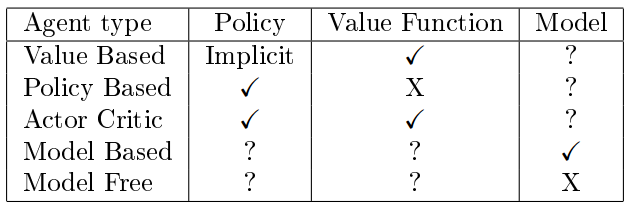 Agent type Policy Value Function Model
Value Based Implicit ✓ ?
Policy Based ✓ X ?
Actor Critic ✓ ✓ ?
Model Based ? ? ✓
Model Free ? ? X